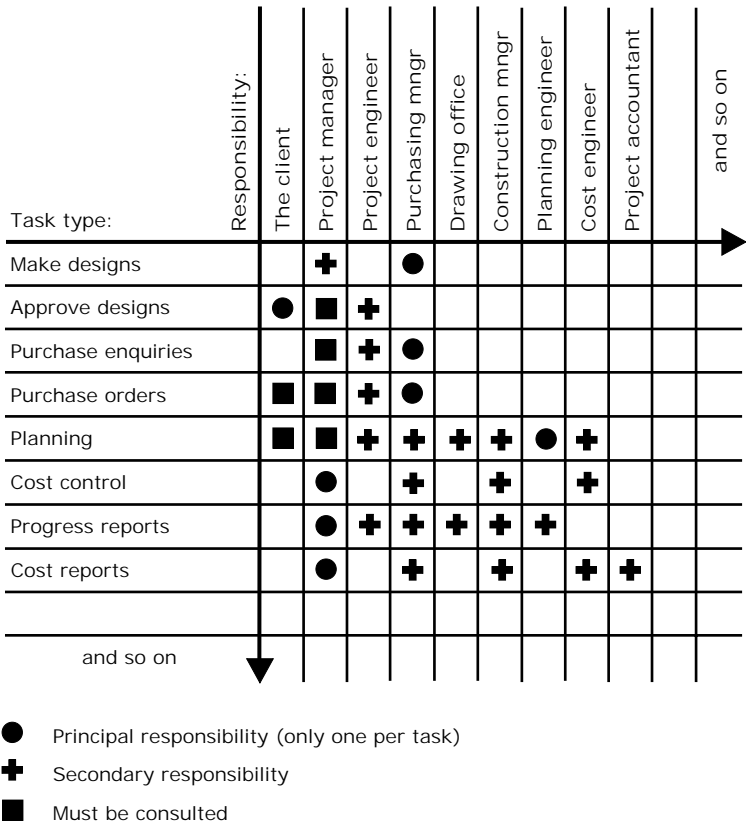 Responsibility:
The client
Project manager
Project engineer
Purchasing mngr
Drawing office
Construction mngr
Planning engineer
Cost engineer
Project accountant
and so on
Task type:
Make designs
Approve designs
Purchase enquiries
Purchase orders
Planning
Cost control
Progress reports
Cost reports
and so on
Principal responsibility (only one per task)
Secondary responsibility
Must be consulted